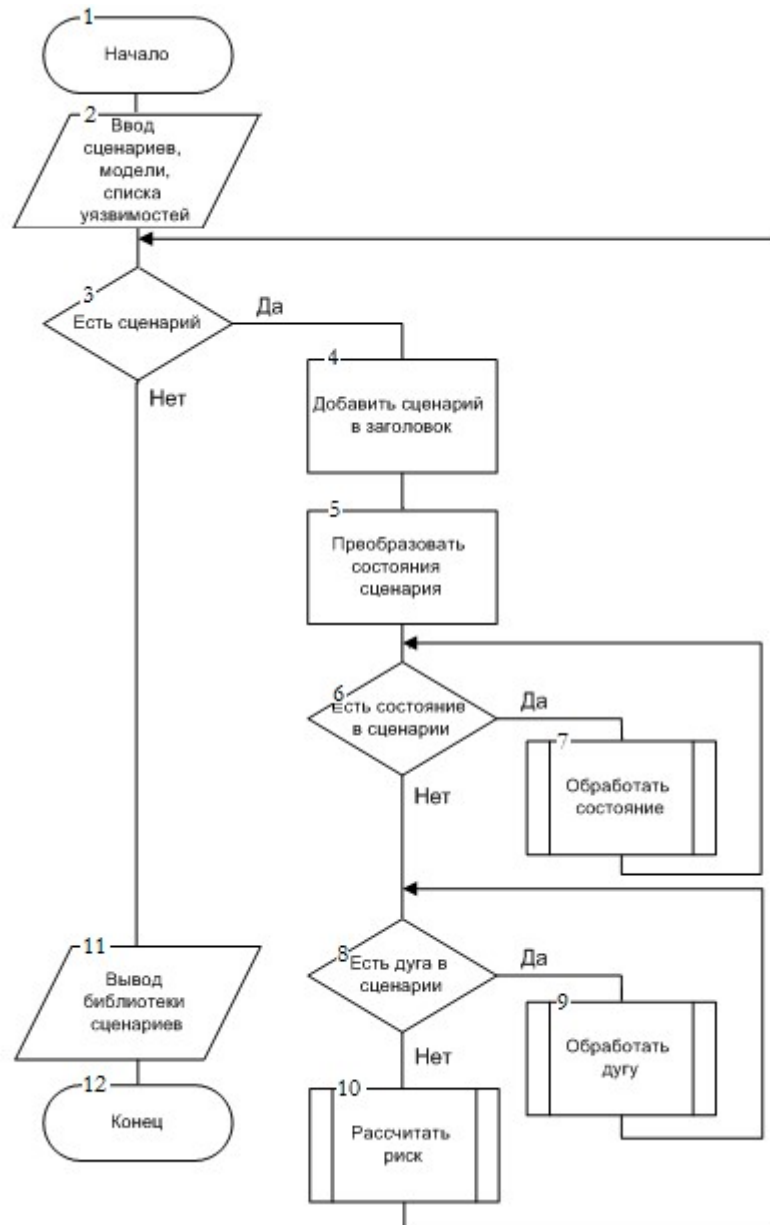 1
Начало
2
Ввод
сценариев,
модели,
списка
уязвимостей
3
Есть сценарий
Да
Нет
4
Добавить сценарий
в заголовок
5
Преобразовать
состояния
сценария
6
Есть состояние
в сценарии
Да
Нет
7
Обработать
состояние
8
Есть дуга в
сценарии
Да
Нет
9
Обработать
дугу
10
Рассчитать
риск
11
Вывод
библиотеки
сценариев
12
Конец